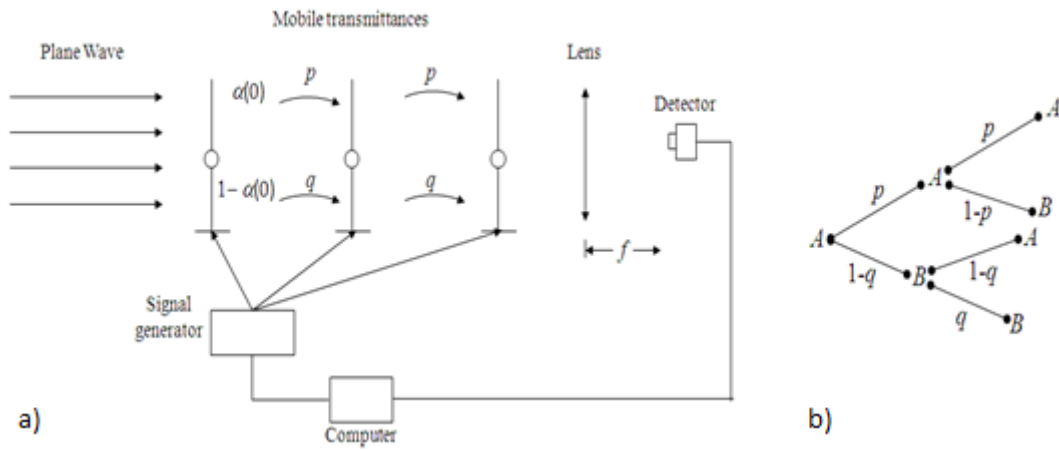 Mobile transmittances
Plane Wave
Lens
Detector
α(0)
p
p
1− α(0)
q
q
f
Signal
generator
Computer
a)
A
p
A
p
A
1-p
B
1-q
B
1-q
A
q
B
b)